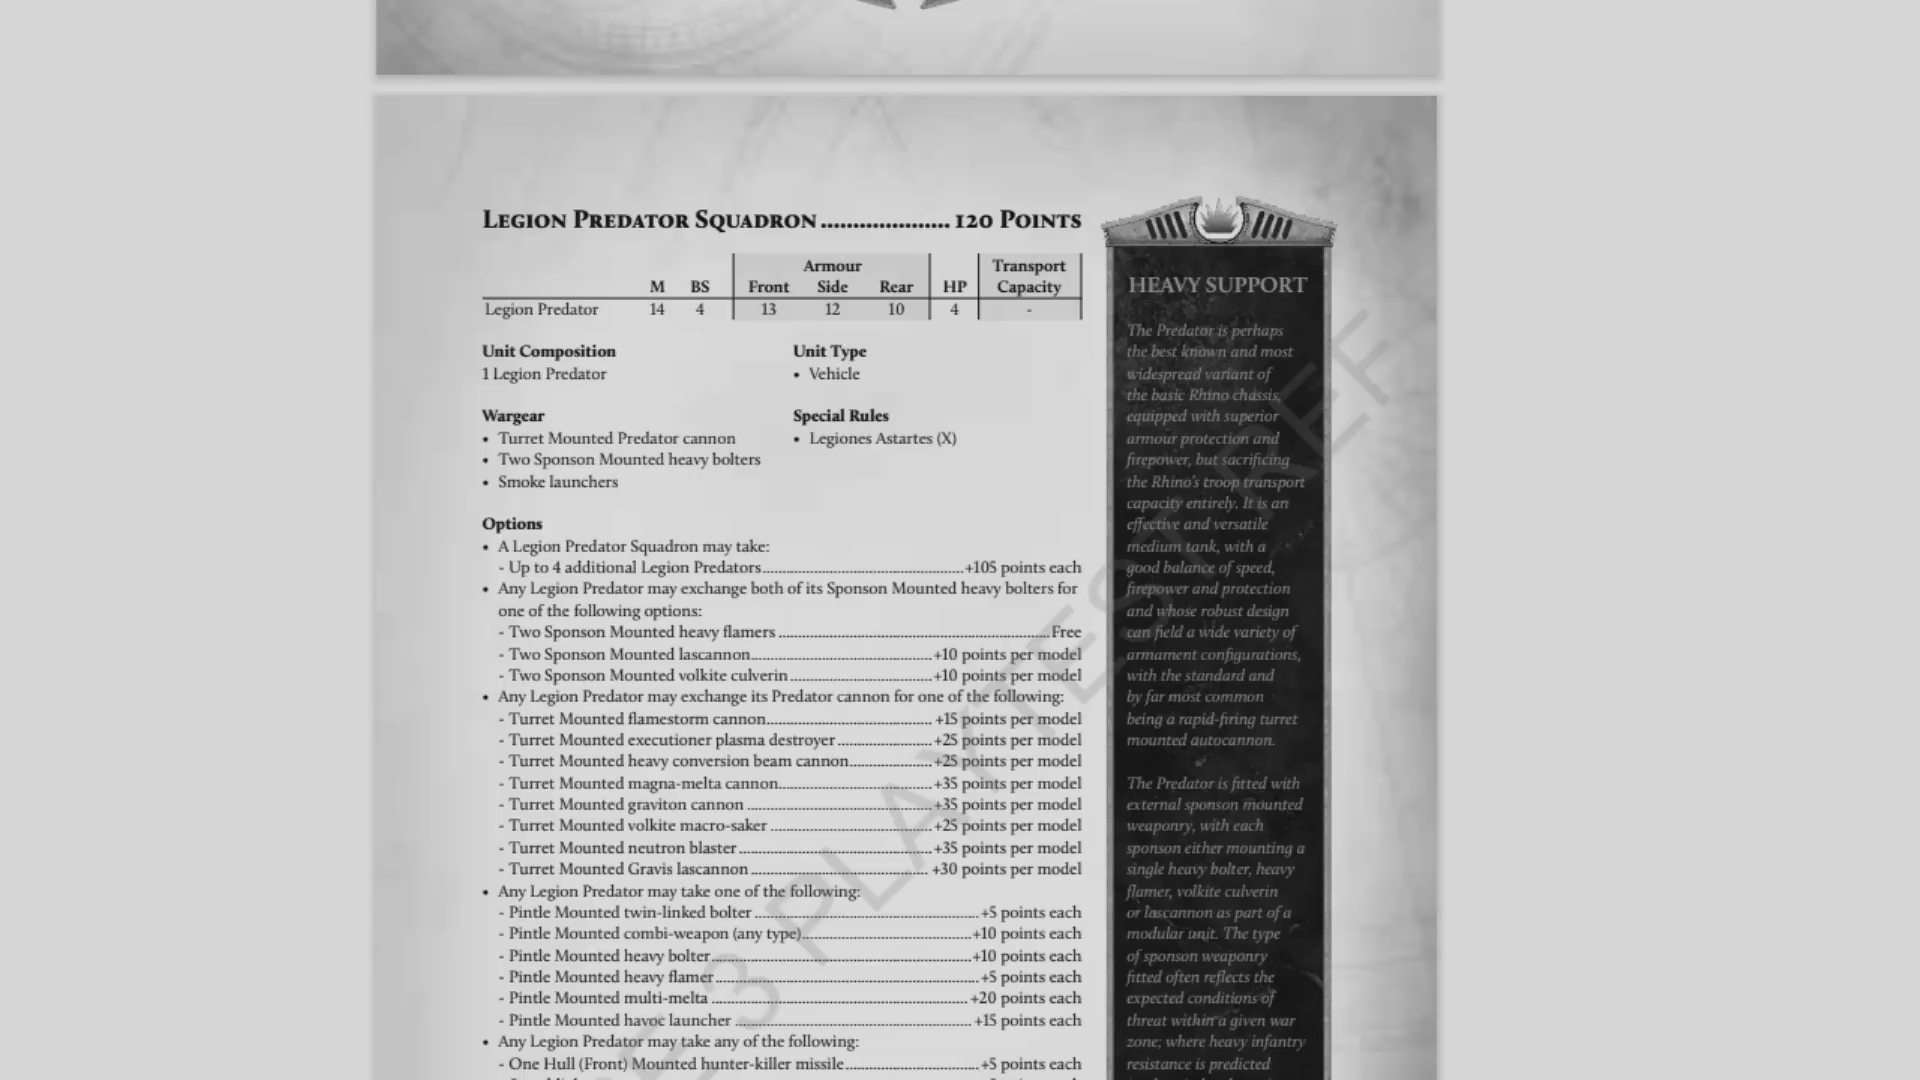 LEGION PREDATOR SQUADRON .................... 120 POINTS
Armour Transport
M BS Front Side Rear HP Capacity
Legion Predator 14 4 13 12 10 4 -
Unit Composition
1 Legion Predator
Unit Type
• Vehicle
Wargear
• Turret Mounted Predator cannon
• Two Sponson Mounted heavy bolters
• Smoke launchers
Special Rules
• Legiones Astartes (X)
Options
• A Legion Predator Squadron may take:
- Up to 4 additional Legion Predators....................+105 points each
• Any Legion Predator may exchange both of its Sponson Mounted heavy bolters for
one of the following options:
- Two Sponson Mounted heavy flamers....................Free
- Two Sponson Mounted lascannon....................+10 points per model
- Two Sponson Mounted volkite culverin....................+10 points per model
• Any Legion Predator may exchange its Predator cannon for one of the following:
- Turret Mounted flamestorm cannon....................+15 points per model
- Turret Mounted executioner plasma destroyer....................+25 points per model
- Turret Mounted heavy conversion beam cannon....................+25 points per model
- Turret Mounted magna-melta cannon....................+35 points per model
- Turret Mounted graviton cannon....................+35 points per model
- Turret Mounted volkite macro-saker....................+25 points per model
- Turret Mounted neutron blaster....................+35 points per model
- Turret Mounted Gravis lascannon....................+30 points per model
• Any Legion Predator may take one of the following:
- Pintle Mounted twin-linked bolter....................+5 points each
- Pintle Mounted combi-weapon (any type)....................+10 points each
- Pintle Mounted heavy bolter....................+10 points each
- Pintle Mounted heavy flamer....................+5 points each
- Pintle Mounted multi-melta....................+20 points each
- Pintle Mounted havoc launcher....................+15 points each
• Any Legion Predator may take any of the following:
- One Hull (Front) Mounted hunter-killer missile....................+5 points each
HEAVY SUPPORT
The Predator is perhaps
the best known and most
widespread variant of
the basic Rhino chassis,
equipped with superior
armour protection and
firepower, but sacrificing
the Rhino's troop transport
capacity entirely. It is an
effective and versatile
medium tank, with a
good balance of speed,
firepower and protection
and whose robust design
can field a wide variety of
armament configurations,
with the standard and
by far most common
being a rapid-firing turret
mounted autocannon.
The Predator is fitted with
external sponson mounted
weaponry, with each
sponson either mounting a
single heavy bolter, heavy
flamer, volkite culverin
or lascannon as part of a
modular unit. The type
of sponson weaponry
fitted often reflects the
expected conditions of
threat within a given war
zone; where heavy infantry
resistance is predicted
3 PLAYTEST REF